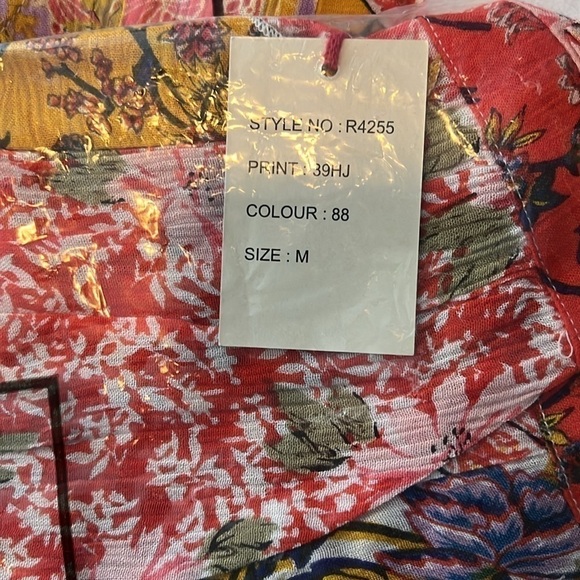 STYLE NO : R4255
PRINT : 39HJ
COLOUR : 88
SIZE : M